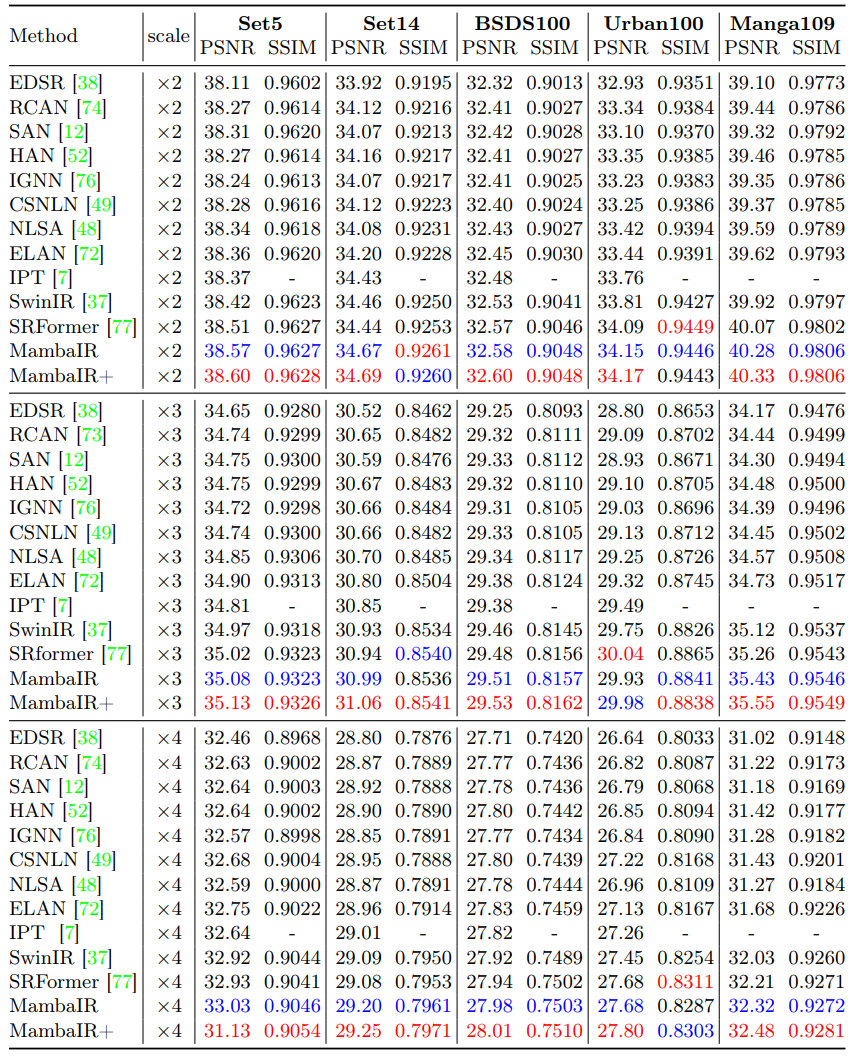 Method scale Set5 Set14 BSDS100 Urban100 Manga109
PSNR SSIM PSNR SSIM PSNR SSIM PSNR SSIM PSNR SSIM
EDSR [38] ×2 38.11 0.9602 33.92 0.9195 32.32 0.9013 32.93 0.9351 39.10 0.9773
RCAN [74] ×2 38.27 0.9614 34.12 0.9216 32.41 0.9027 33.34 0.9384 39.44 0.9786
SAN [12] ×2 38.31 0.9620 34.07 0.9213 32.42 0.9028 33.10 0.9370 39.32 0.9792
HAN [52] ×2 38.27 0.9614 34.16 0.9217 32.41 0.9027 33.35 0.9385 39.46 0.9785
IGNN [76] ×2 38.24 0.9613 34.07 0.9217 32.41 0.9025 33.23 0.9383 39.35 0.9786
CSNLN [49] ×2 38.28 0.9616 34.12 0.9223 32.40 0.9024 33.25 0.9386 39.37 0.9785
NLSA [48] ×2 38.34 0.9618 34.08 0.9231 32.43 0.9027 33.42 0.9394 39.59 0.9789
ELAN [72] ×2 38.36 0.9620 34.20 0.9228 32.45 0.9030 33.44 0.9391 39.62 0.9793
IPT [7] ×2 38.37 - 34.43 - 32.48 - 33.76 - - -
SwinIR [37] ×2 38.42 0.9623 34.46 0.9250 32.53 0.9041 33.81 0.9427 39.92 0.9797
SRFormer [77] ×2 38.51 0.9627 34.44 0.9253 32.57 0.9046 34.09 0.9449 40.07 0.9802
MambaIR ×2 38.57 0.9627 34.67 0.9261 32.58 0.9048 34.15 0.9446 40.28 0.9806
MambaIR+ ×2 38.60 0.9628 34.69 0.9260 32.60 0.9048 34.17 0.9443 40.33 0.9806
EDSR [38] ×3 34.65 0.9280 30.52 0.8462 29.25 0.8093 28.80 0.8653 34.17 0.9476
RCAN [73] ×3 34.74 0.9299 30.65 0.8482 29.32 0.8111 29.09 0.8702 34.44 0.9499
SAN [12] ×3 34.75 0.9300 30.59 0.8476 29.33 0.8112 28.93 0.8671 34.30 0.9494
HAN [52] ×3 34.75 0.9299 30.67 0.8483 29.32 0.8110 29.10 0.8705 34.48 0.9500
IGNN [76] ×3 34.72 0.9298 30.66 0.8484 29.31 0.8105 29.03 0.8696 34.39 0.9496
CSNLN [49] ×3 34.74 0.9300 30.66 0.8482 29.33 0.8105 29.13 0.8712 34.45 0.9502
NLSA [48] ×3 34.85 0.9306 30.70 0.8485 29.34 0.8117 29.25 0.8726 34.57 0.9508
ELAN [72] ×3 34.90 0.9313 30.80 0.8504 29.38 0.8124 29.32 0.8745 34.73 0.9517
IPT [7] ×3 34.81 - 30.85 - 29.38 - 29.49 - - -
SwinIR [37] ×3 34.97 0.9318 30.93 0.8534 29.46 0.8145 29.75 0.8826 35.12 0.9537
SRformer [77] ×3 35.02 0.9323 30.94 0.8540 29.48 0.8156 30.04 0.8865 35.26 0.9543
MambaIR ×3 35.08 0.9323 30.99 0.8536 29.51 0.8157 29.93 0.8841 35.43 0.9546
MambaIR+ ×3 35.13 0.9326 31.06 0.8541 29.53 0.8162 29.98 0.8838 35.55 0.9549
EDSR [38] ×4 32.46 0.8968 28.80 0.7876 27.71 0.7420 26.64 0.8033 31.02 0.9148
RCAN [74] ×4 32.63 0.9002 28.87 0.7889 27.77 0.7436 26.82 0.8087 31.22 0.9173
SAN [12] ×4 32.64 0.9003 28.92 0.7888 27.78 0.7436 26.79 0.8068 31.18 0.9169
HAN [52] ×4 32.64 0.9002 28.90 0.7890 27.80 0.7442 26.85 0.8094 31.42 0.9177
IGNN [76] ×4 32.57 0.8998 28.85 0.7891 27.77 0.7434 26.84 0.8090 31.28 0.9182
CSNLN [49] ×4 32.68 0.9004 28.95 0.7888 27.80 0.7439 27.22 0.8168 31.43 0.9201
NLSA [48] ×4 32.59 0.9000 28.87 0.7891 27.78 0.7444 26.96 0.8109 31.27 0.9184
ELAN [72] ×4 32.75 0.9022 28.96 0.7914 27.83 0.7459 27.13 0.8167 31.68 0.9226
IPT [7] ×4 32.64 - 29.01 - 27.82 - 27.26 - - -
SwinIR [37] ×4 32.92 0.9044 29.09 0.7950 27.92 0.7489 27.45 0.8254 32.03 0.9260
SRFormer [77] ×4 32.93 0.9041 29.08 0.7953 27.94 0.7502 27.68 0.8311 32.21 0.9271
MambaIR ×4 33.03 0.9046 29.20 0.7961 27.98 0.7503 27.68 0.8287 32.32 0.9272
MambaIR+ ×4 31.13 0.9054 29.25 0.7971 28.01 0.7510 27.80 0.8303 32.48 0.9281